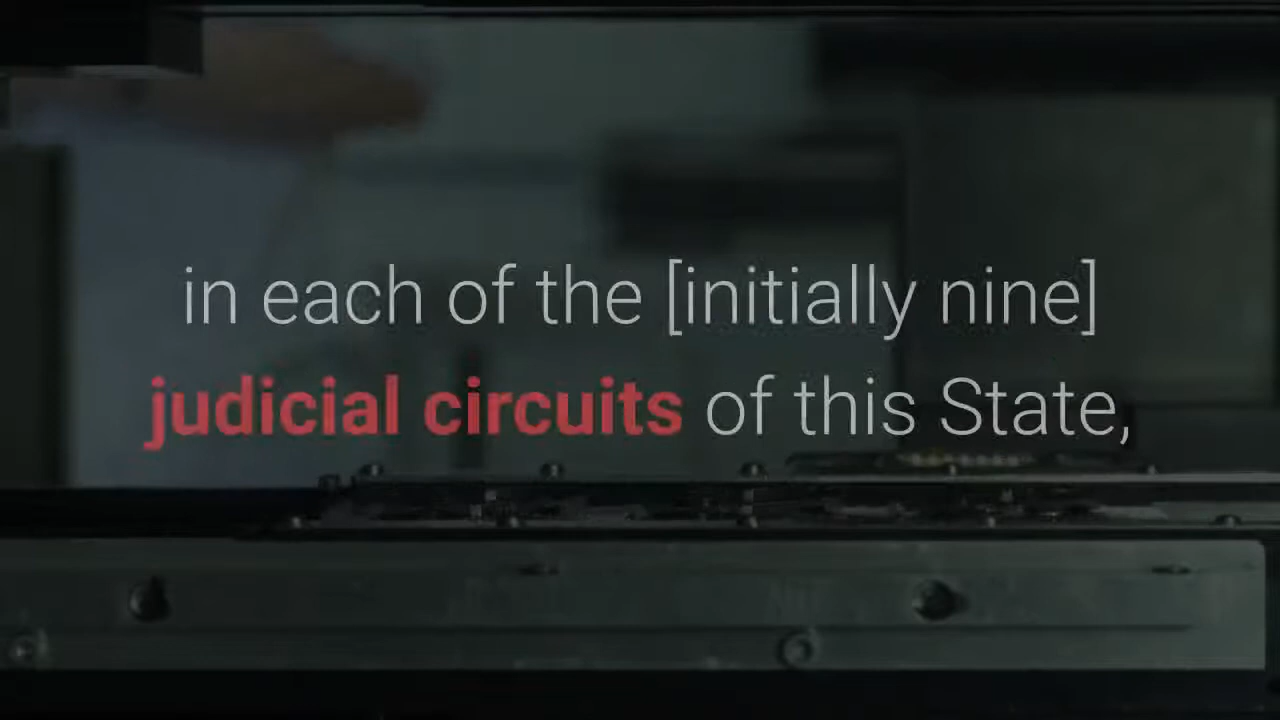 in each of the [initially nine]
judicial circuits of this State,